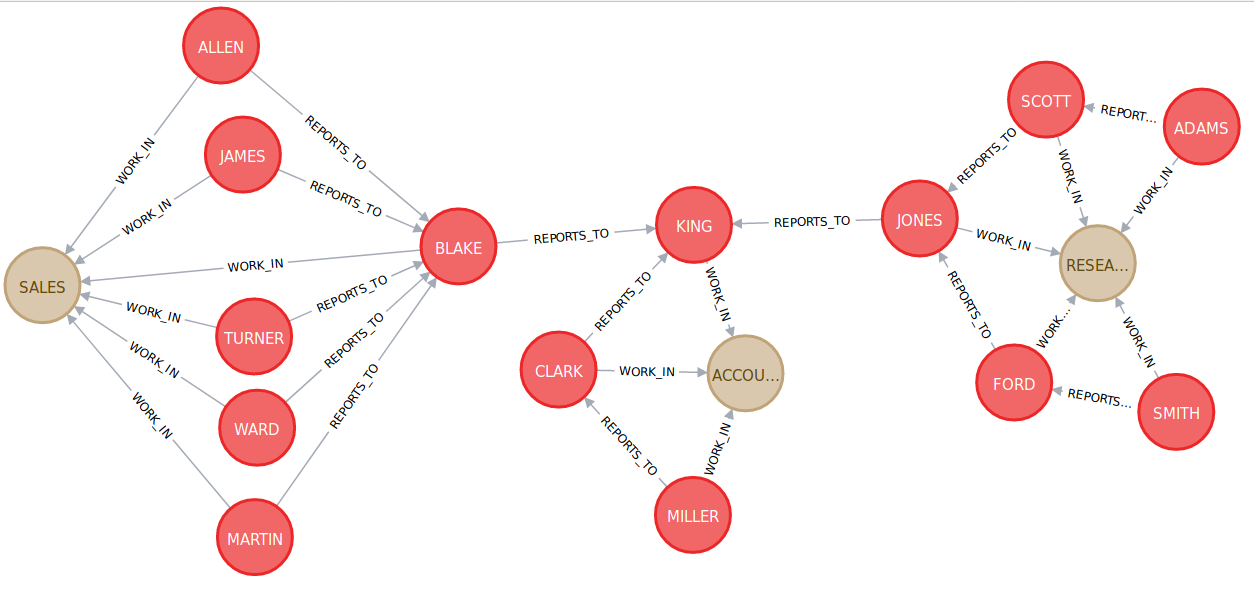 ALLEN
WORK_IN
REPORTS_TO
JAMES
WORK_IN
REPORTS_TO
SALES
WORK_IN
BLAKE
WORK_IN
TURNER
REPORTS_TO
WORK_IN
WARD
REPORTS_TO
WORK_IN
MARTIN
REPORTS_TO
REPORTS_TO
KING
REPORTS_TO
WORK_IN
REPORTS_TO
CLARK
WORK_IN
ACCOU...
REPORTS_TO
WORK_IN
MILLER
JONES
REPORTS_TO
SCOTT
REPORT...
ADAMS
WORK_IN
WORK_IN
WORK_IN
RESEA...
REPORTS_TO
WORK...
WORK_IN
FORD
REPORTS...
SMITH